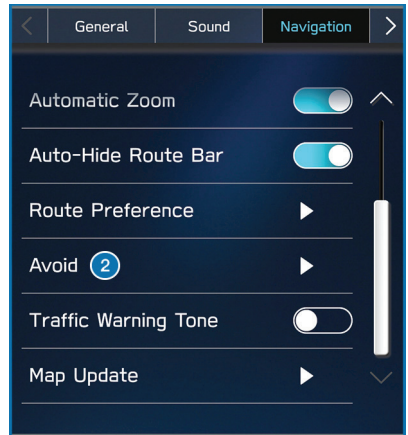 General Sound Navigation
Automatic Zoom
Auto-Hide Route Bar
Route Preference
Avoid 2
Traffic Warning Tone
Map Update